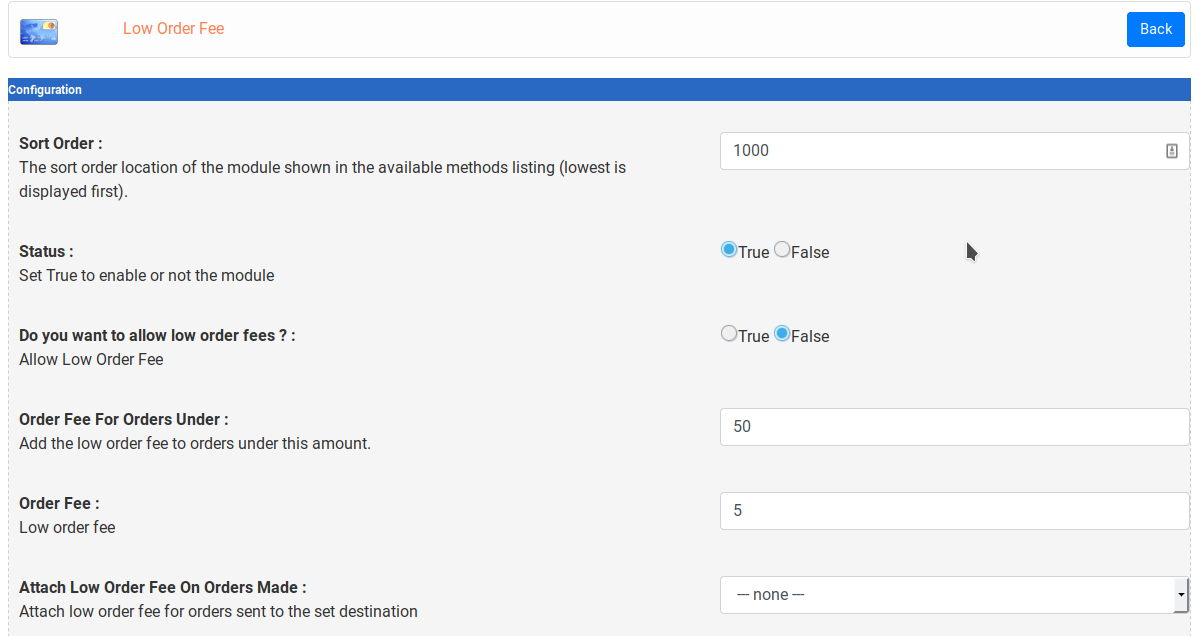 Low Order Fee
Back
Configuration
Sort Order :
The sort order location of the module shown in the available methods listing (lowest is
displayed first).
1000
Status :
Set True to enable or not the module
True False
Do you want to allow low order fees ? :
Allow Low Order Fee
True False
Order Fee For Orders Under :
Add the low order fee to orders under this amount.
50
Order Fee :
Low order fee
5
Attach Low Order Fee On Orders Made :
Attach low order fee for orders sent to the set destination
--- none ---